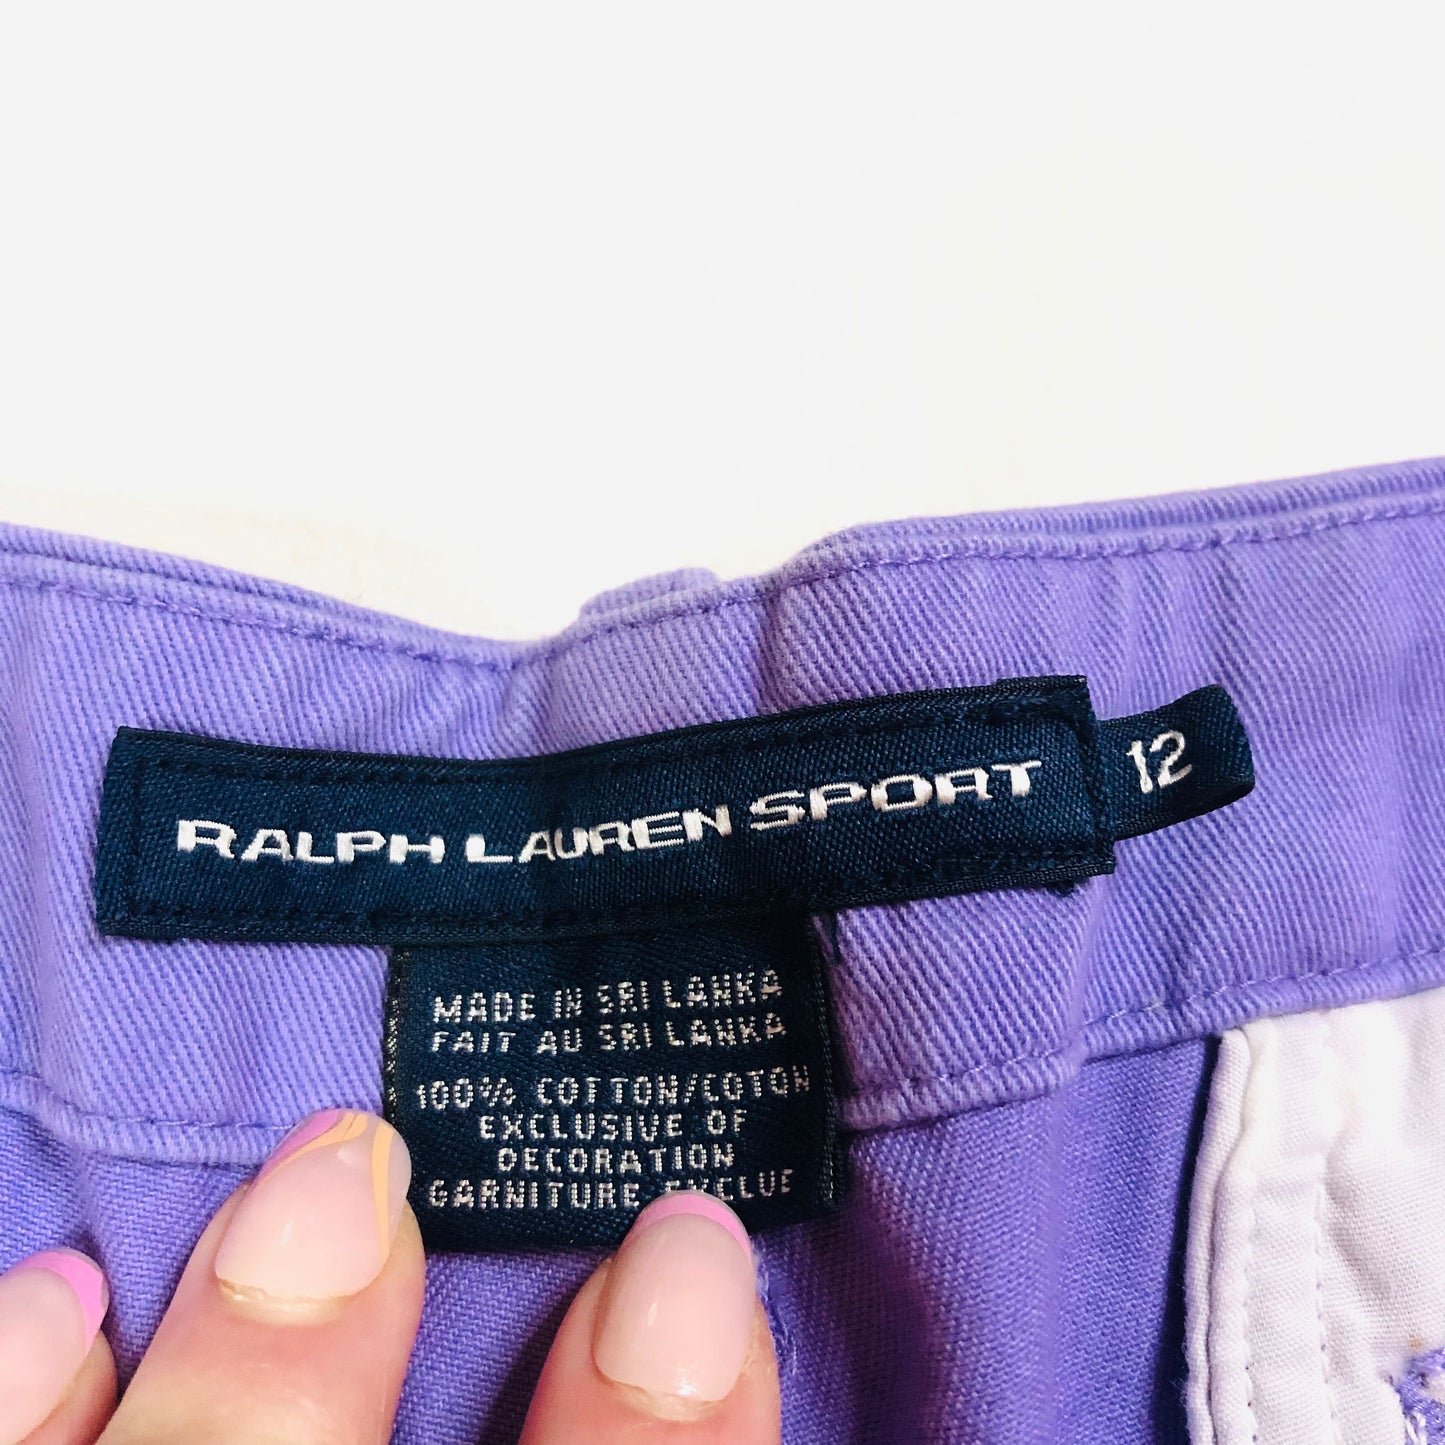 RALPH LAUREN SPORT
12
MADE IN SRI LANKA
FAIT AU SRI LANKA
100% COTTON/COTON
EXCLUSIVE OF
DECORATION
GARNITURE EXCLUE